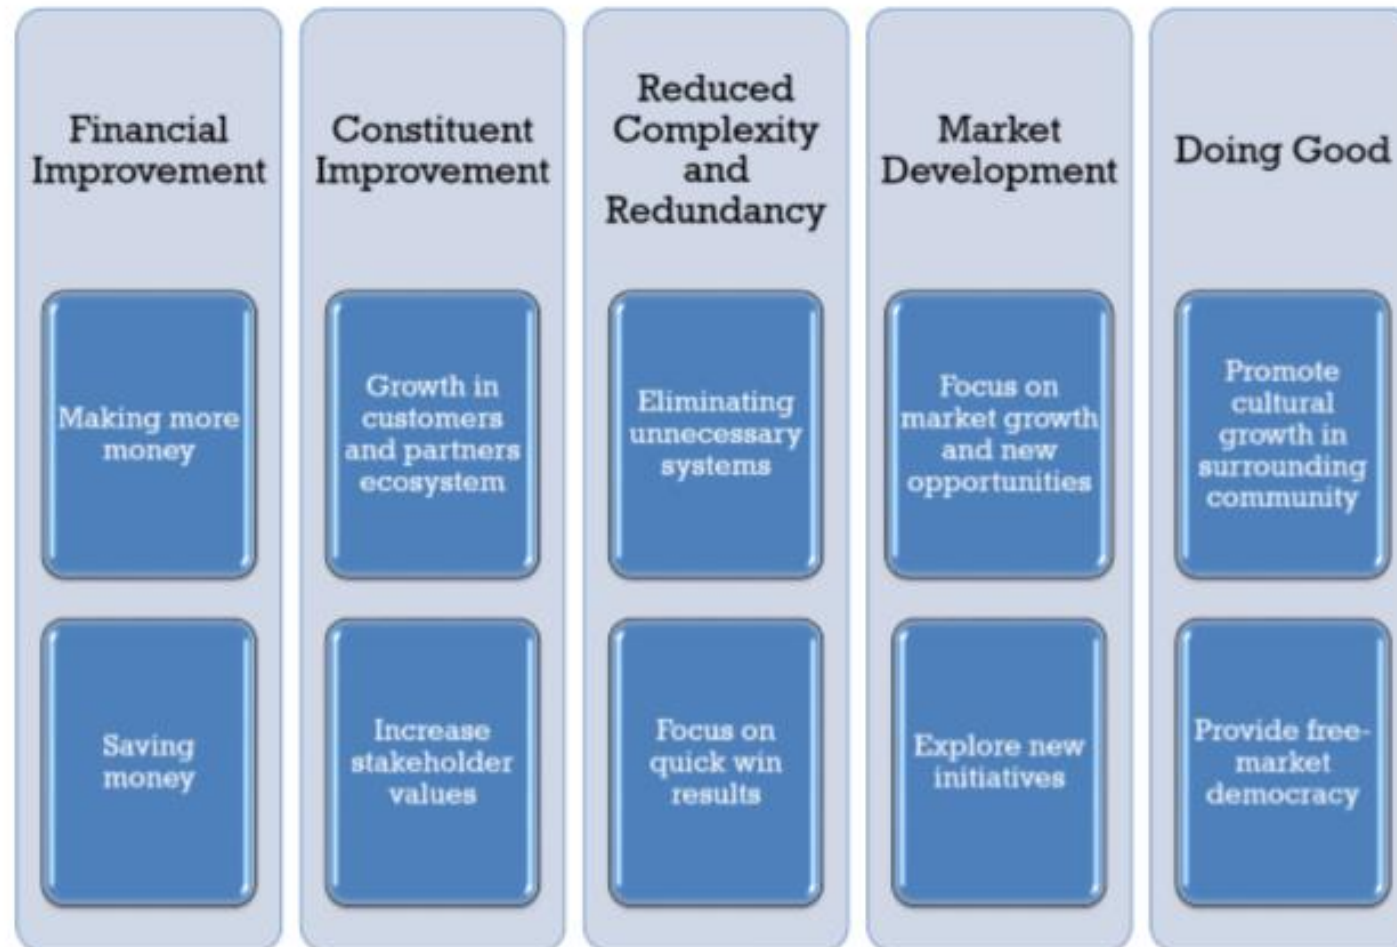 Financial
Improvement
Making more
money
Saving
money
Constituent
Improvement
Growth in
customers
and partners
ecosystem
Increase
stakeholder
values
Reduced
Complexity
and
Redundancy
Eliminating
unnecessary
systems
Focus on
quick win
results
Market
Development
Focus on
market growth
and new
opportunities
Explore new
initiatives
Doing Good
Promote
cultural
growth in
surrounding
community
Provide free-
market
democracy